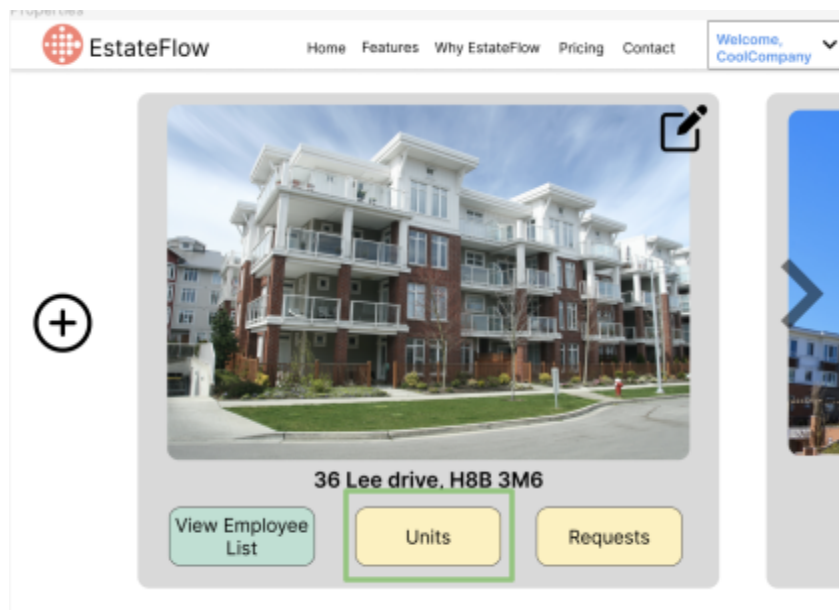 Properties
EstateFlow
Home Features Why EstateFlow Pricing Contact
Welcome,
CoolCompany
36 Lee drive, H8B 3M6
View Employee
List
Units
Requests